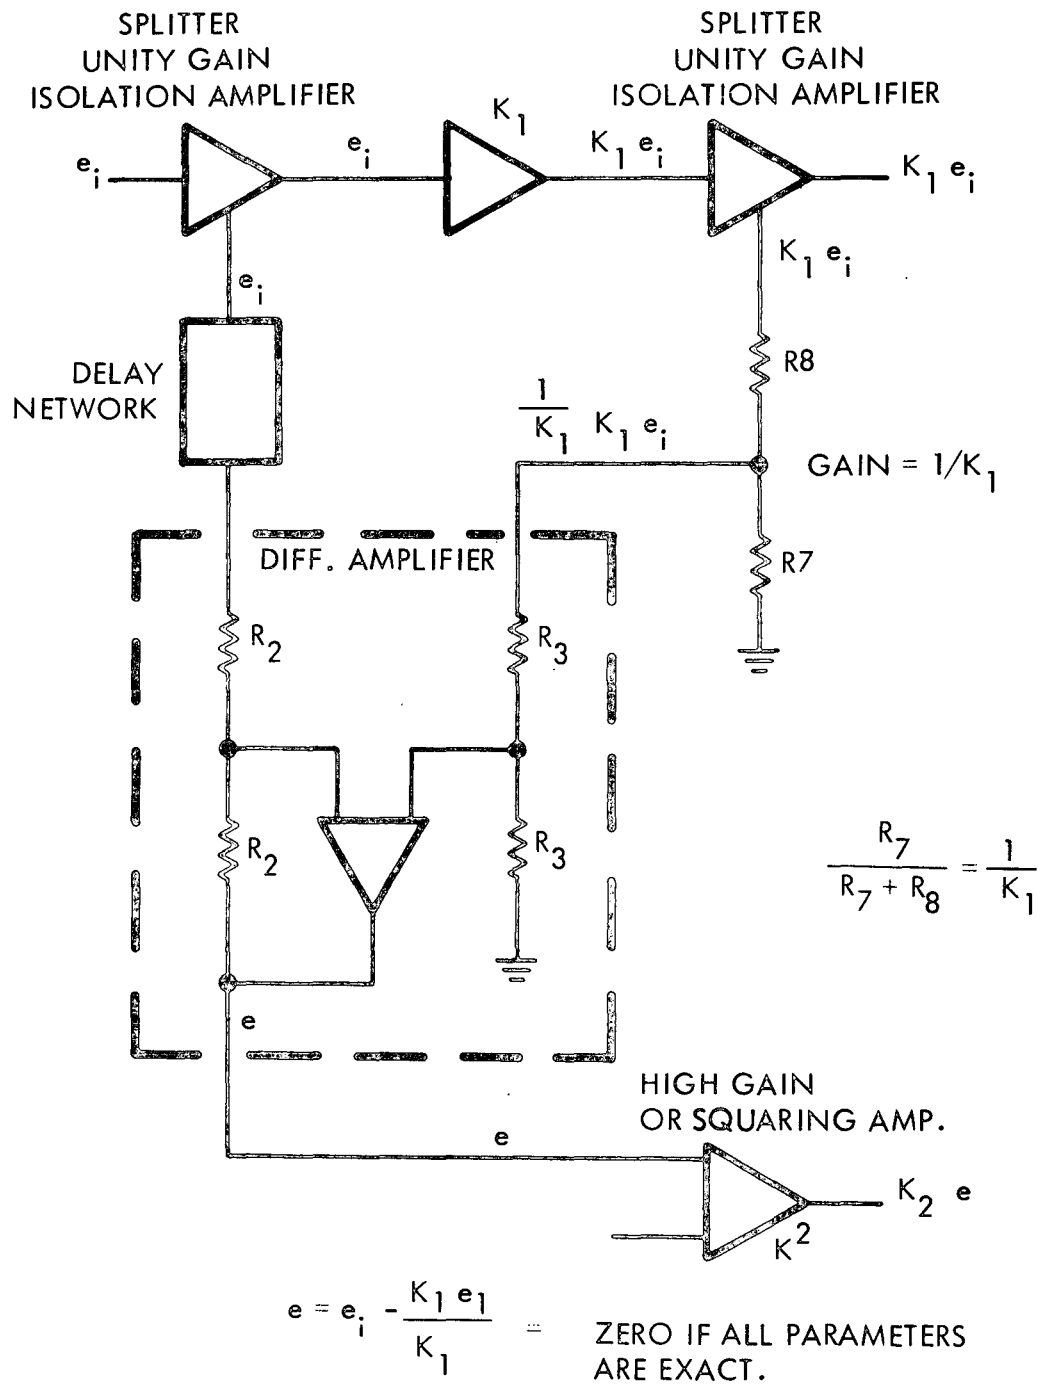 SPLITTER
UNITY GAIN
ISOLATION AMPLIFIER
SPLITTER
UNITY GAIN
ISOLATION AMPLIFIER
e_i
e_i
K_1
K_1 e_i
K_1 e_i
e_i
K_1 e_i
DELAY
NETWORK
R8
1/K_1 K_1 e_i
GAIN = 1/K_1
DIFF. AMPLIFIER
R7
R_2
R_3
R_2
R_3
R_7 / (R_7 + R_8) = 1 / K_1
e
HIGH GAIN
OR SQUARING AMP.
e
K_2 e
K^2
e = e_i - K_1 e_1 / K_1 = ZERO IF ALL PARAMETERS
ARE EXACT.